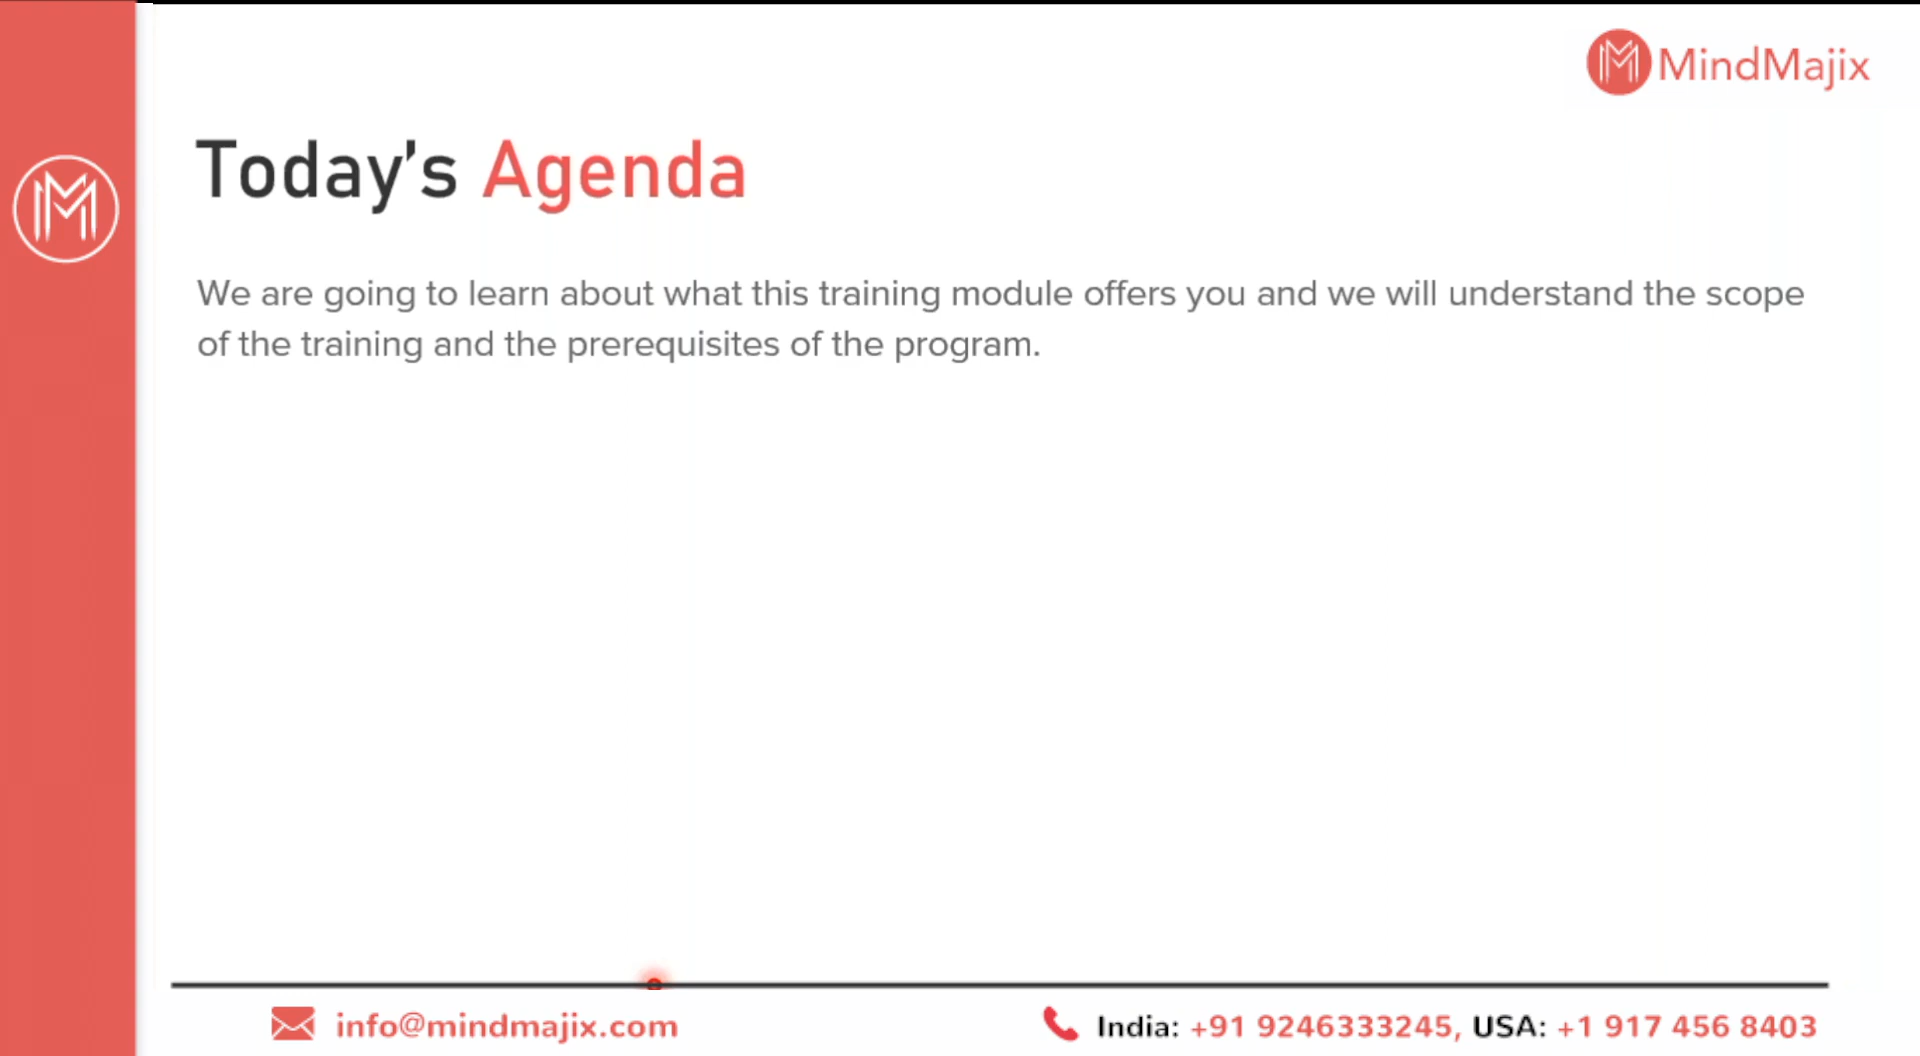 MindMajix
Today's Agenda
We are going to learn about what this training module offers you and we will understand the scope
of the training and the prerequisites of the program.
info@mindmajix.com
India: +91 9246333245, USA: +1 917 456 8403